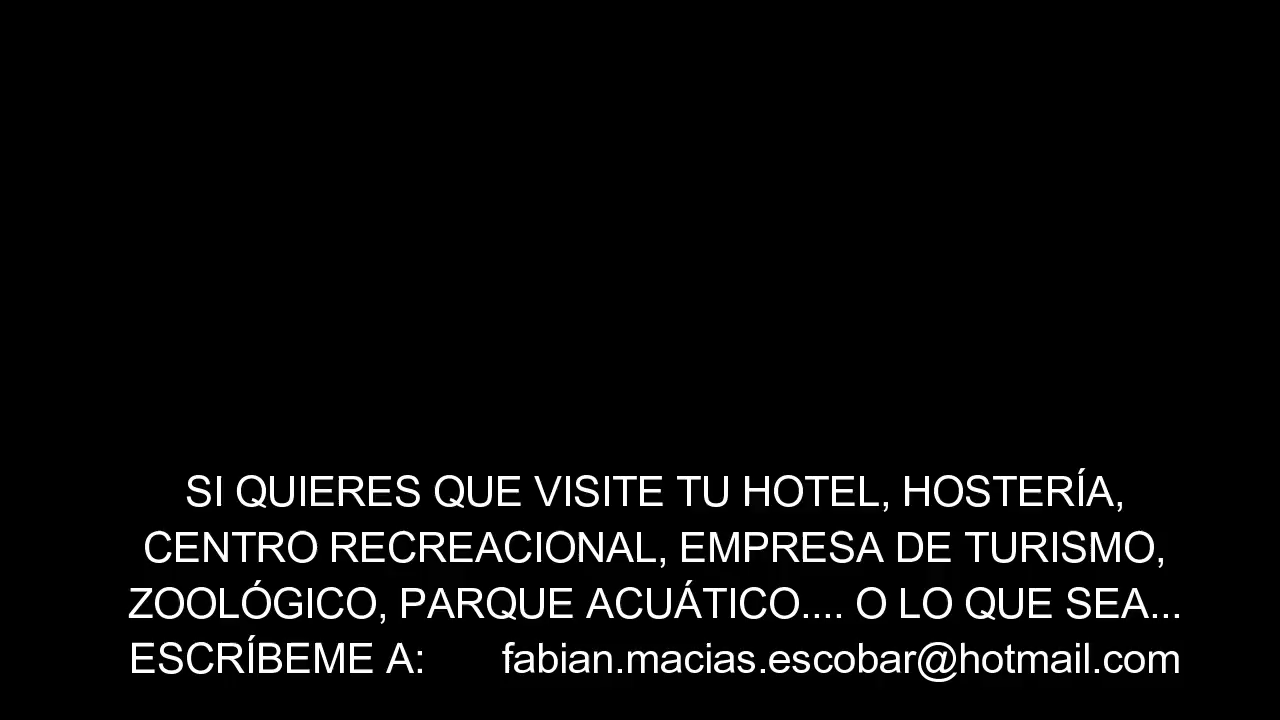 SI QUIERES QUE VISITE TU HOTEL, HOSTERÍA,
CENTRO RECREACIONAL, EMPRESA DE TURISMO,
ZOOLÓGICO, PARQUE ACUÁTICO.... O LO QUE SEA...
ESCRÍBEME A: fabian.macias.escobar@hotmail.com